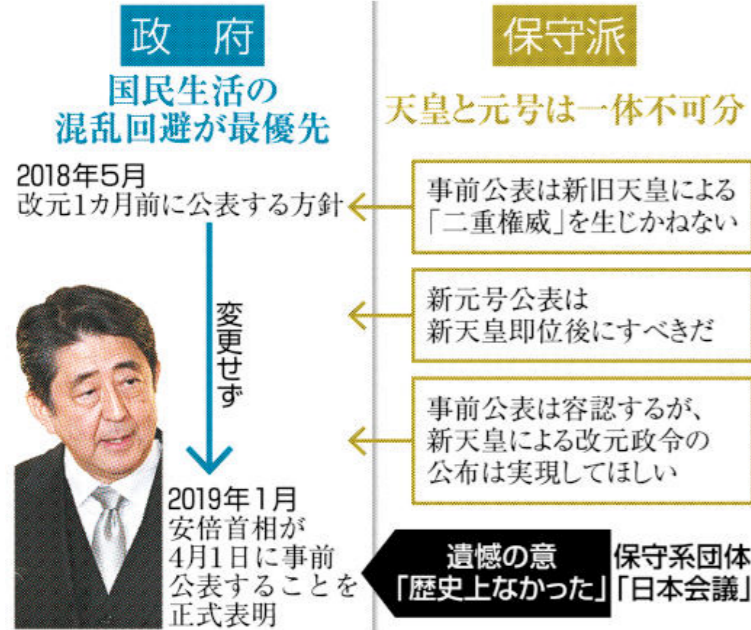 政 府
国民生活の
混乱回避が最優先
2018年5月
改元1カ月前に公表する方針
変更せず
2019年1月
安倍首相が
4月1日に事前
公表することを
正式表明
保守派
天皇と元号は一体不可分
事前公表は新旧天皇による
「二重権威」を生じかねない
新元号公表は
新天皇即位後にすべきだ
事前公表は容認するが、
新天皇による改元政令の
公布は実現してほしい
遺憾の意
「歴史上なかった」
保守系団体
「日本会議」